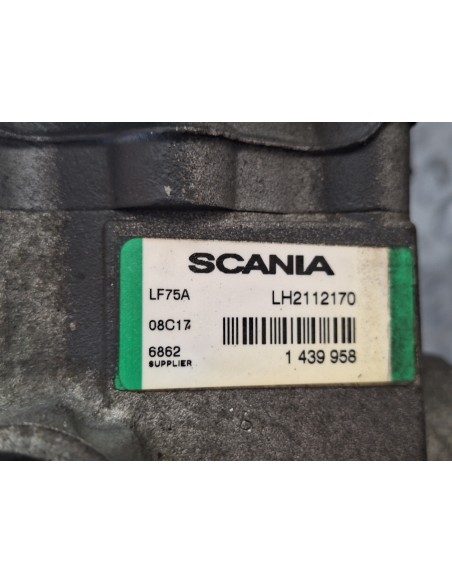 SCANIA
LF75A LH2112170
08C17
6862 1 439 958
SUPPLIER